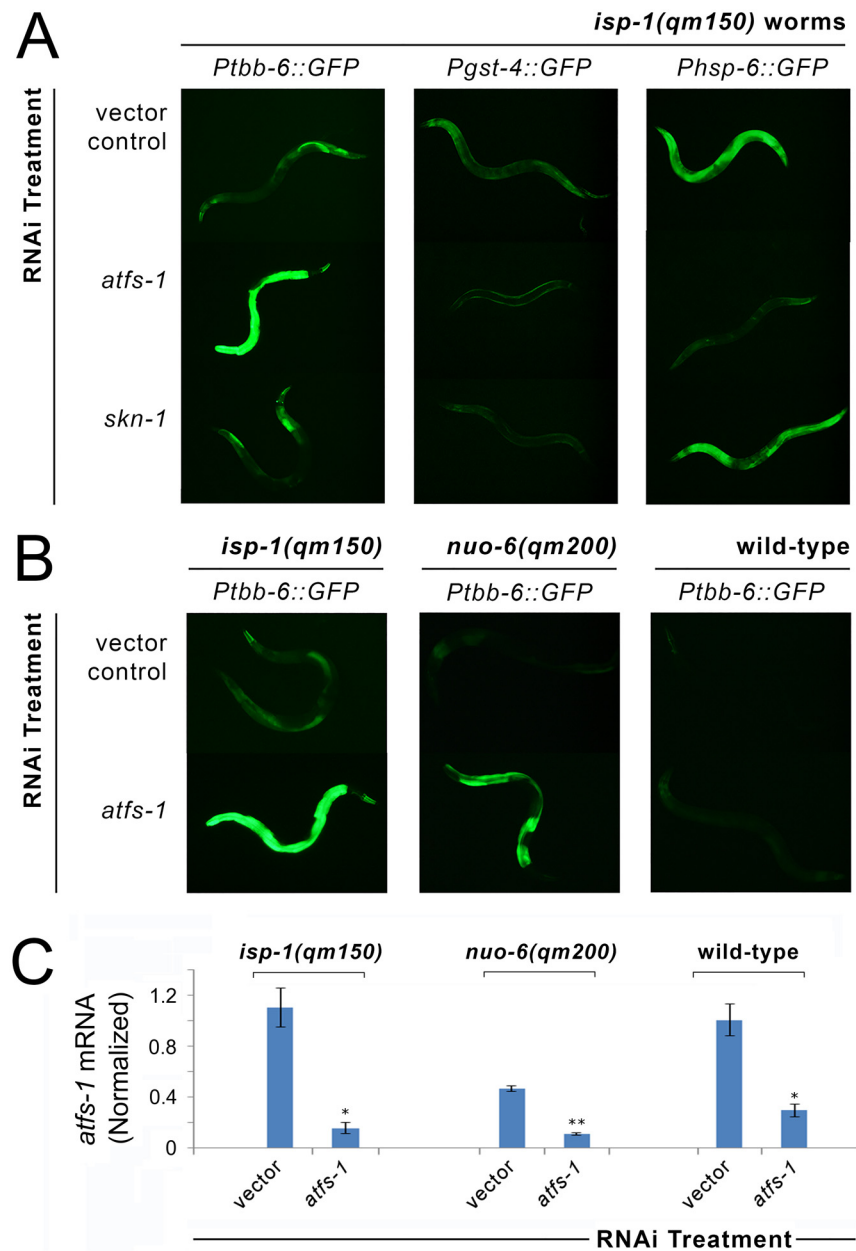 A
isp-1(qm150) worms
Ptbb-6::GFP Pgst-4::GFP Phsp-6::GFP
RNAi Treatment
vector
control
atfs-1
skn-1
B
isp-1(qm150) nuo-6(qm200) wild-type
Ptbb-6::GFP Ptbb-6::GFP Ptbb-6::GFP
RNAi Treatment
vector
control
atfs-1
C
isp-1(qm150) nuo-6(qm200) wild-type
atfs-1 mRNA
(Normalized)
1.2
0.8
0.4
0
* ** *
vector atfs-1 vector atfs-1 vector atfs-1
RNAi Treatment